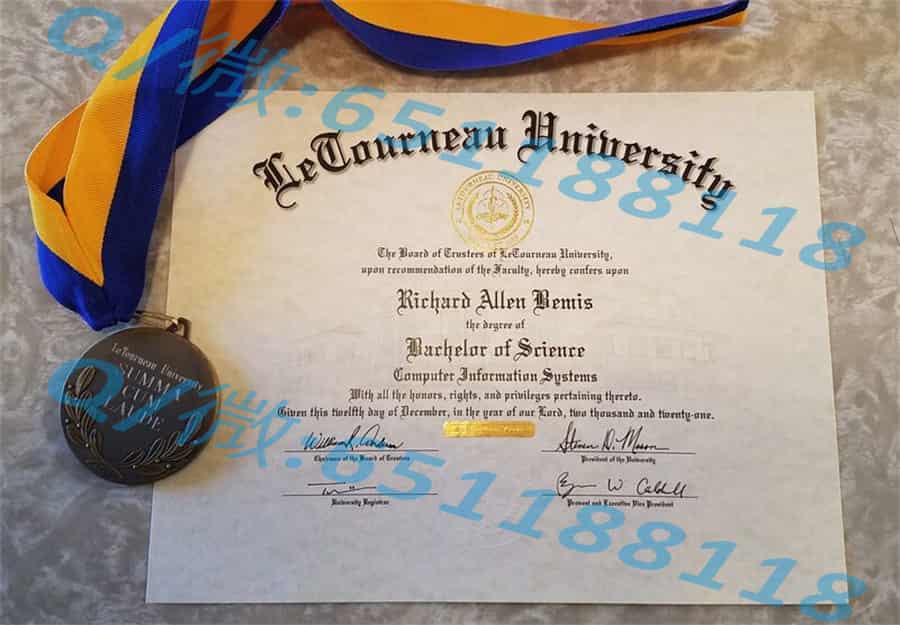 Q/微:651188118
LeTourneau University
The Board of Trustees of LeTourneau University,
upon recommendation of the Faculty, hereby confers upon
Richard Allen Bemis
the degree of
Bachelor of Science
Computer Information Systems
With all the honors, rights, and privileges pertaining thereto.
Given this twelfth day of December, in the year of our Lord, two thousand and twenty-one.
Chairman of the Board of Trustees
Steven D. Mason
President of the University
University Registrar
Provost and Executive Vice President
LeTourneau University
SUMMA
CUM
LAUDE
Q/微:651188118